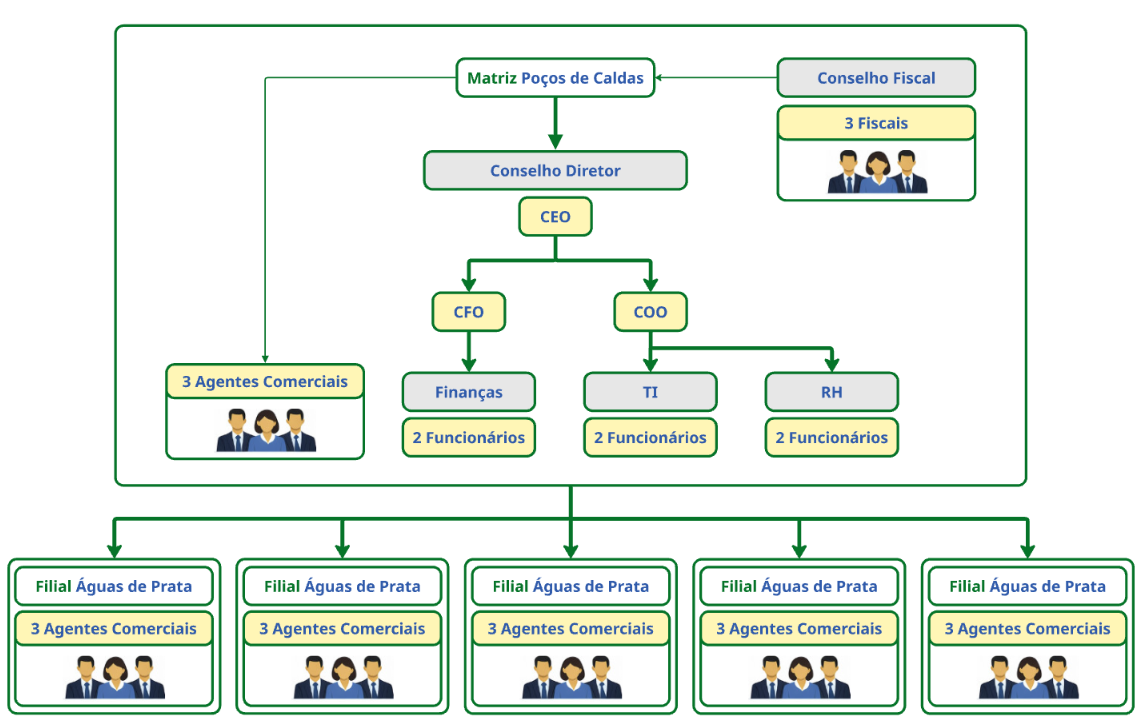 Matriz Poços de Caldas
Conselho Fiscal
3 Fiscais
Conselho Diretor
CEO
CFO
COO
3 Agentes Comerciais
Finanças
TI
RH
2 Funcionários
2 Funcionários
2 Funcionários
Filial Águas de Prata
Filial Águas de Prata
Filial Águas de Prata
Filial Águas de Prata
Filial Águas de Prata
3 Agentes Comerciais
3 Agentes Comerciais
3 Agentes Comerciais
3 Agentes Comerciais
3 Agentes Comerciais